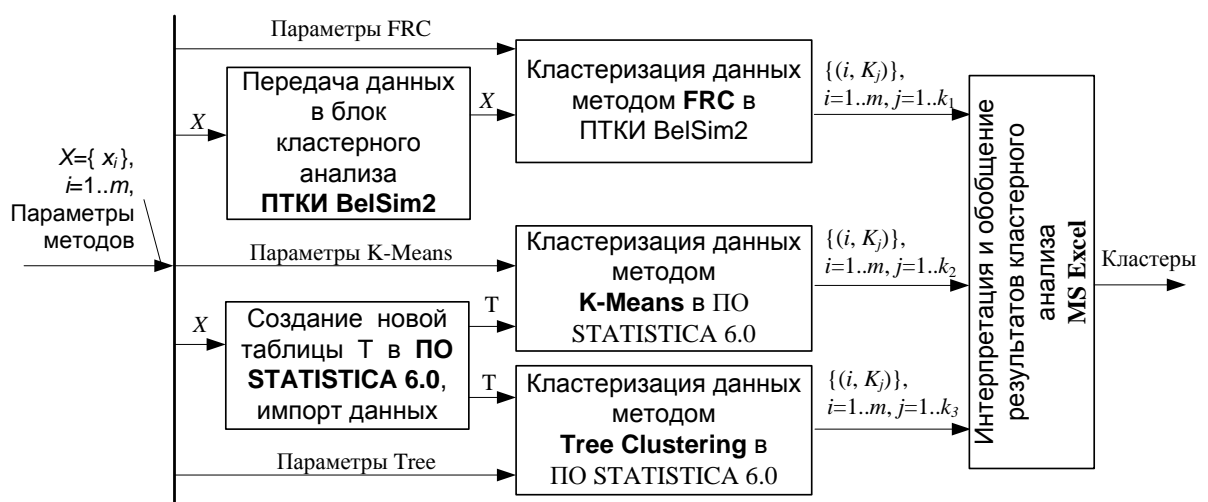 Параметры FRC
Передача данных
в блок
кластерного
анализа
ПТКИ BelSim2
X
X
Кластеризация данных
методом FRC в
ПТКИ BelSim2
{(i, Kj)},
i=1..m, j=1..k1
X={ xi},
i=1..m,
Параметры
методов
Параметры K-Means
Кластеризация данных
методом
K-Means в ПО
STATISTICA 6.0
{(i, Kj)},
i=1..m, j=1..k2
X
Создание новой
таблицы Т в ПО
STATISTICA 6.0,
импорт данных
T
T
Кластеризация данных
методом
Tree Clustering в
ПО STATISTICA 6.0
{(i, Kj)},
i=1..m, j=1..k3
Параметры Tree
Интерпретация и обобщение
результатов кластерного
анализа
MS Excel
Кластеры